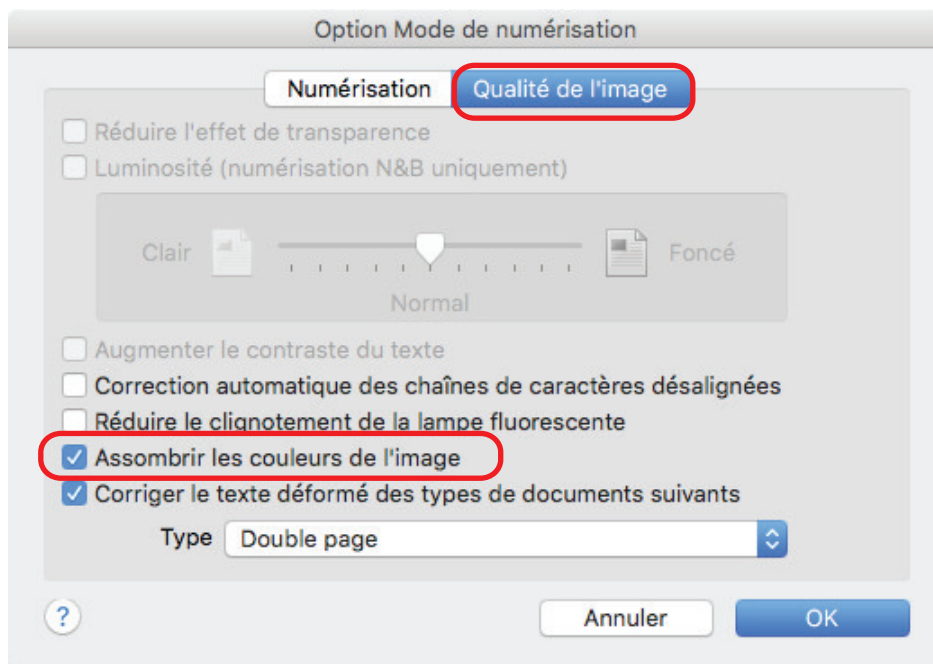 Option Mode de numérisation
Numérisation Qualité de l'image
Réduire l'effet de transparence
Luminosité (numérisation N&B uniquement)
Clair Foncé
Normal
Augmenter le contraste du texte
Correction automatique des chaînes de caractères désalignées
Réduire le clignotement de la lampe fluorescente
Assombrir les couleurs de l'image
Corriger le texte déformé des types de documents suivants
Type Double page
? Annuler OK